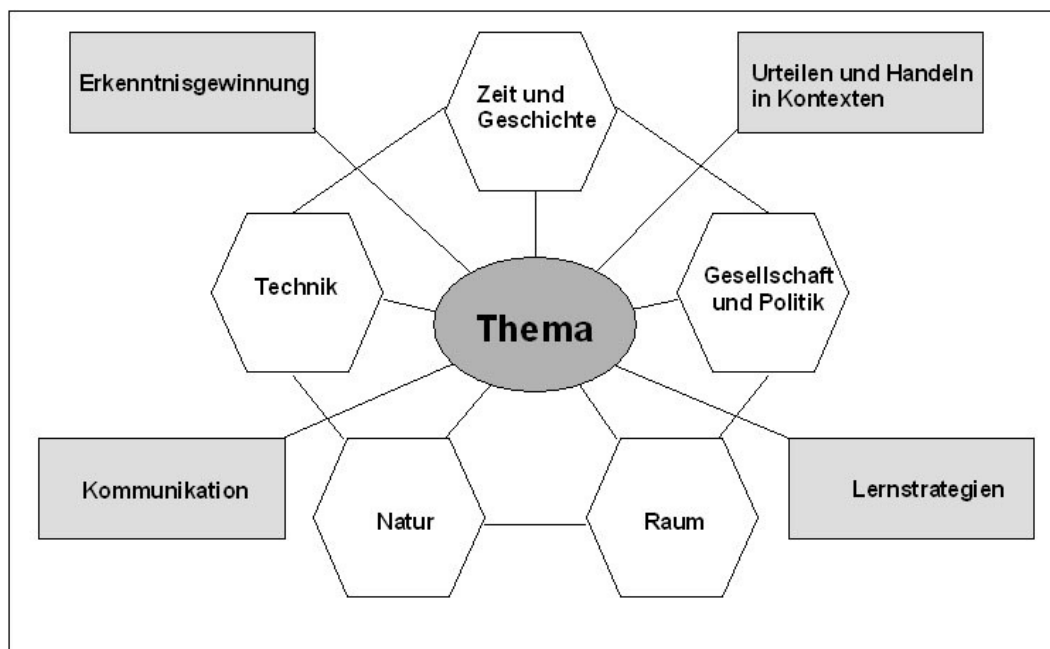 Erkenntnisgewinnung
Zeit und
Geschichte
Urteilen und Handeln
in Kontexten
Technik
Thema
Gesellschaft
und Politik
Kommunikation
Natur
Raum
Lernstrategien